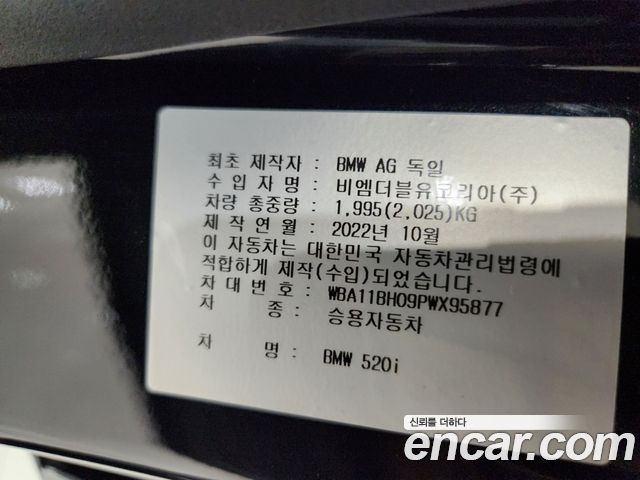 최초 제작자 : BMW AG 독일
수 입 자 명 : 비엠더블유코리아(주)
차량 총중량 : 1,995(2,025)KG
제 작 연 월 : 2022년 10월
이 자동차는 대한민국 자동차관리법령에
적합하게 제작(수입)되었습니다.
차 대 번 호 : WBA11BH09PWX95877
차 종 : 승용자동차
차 명 : BMW 520i
신뢰를 더하다
encar.com